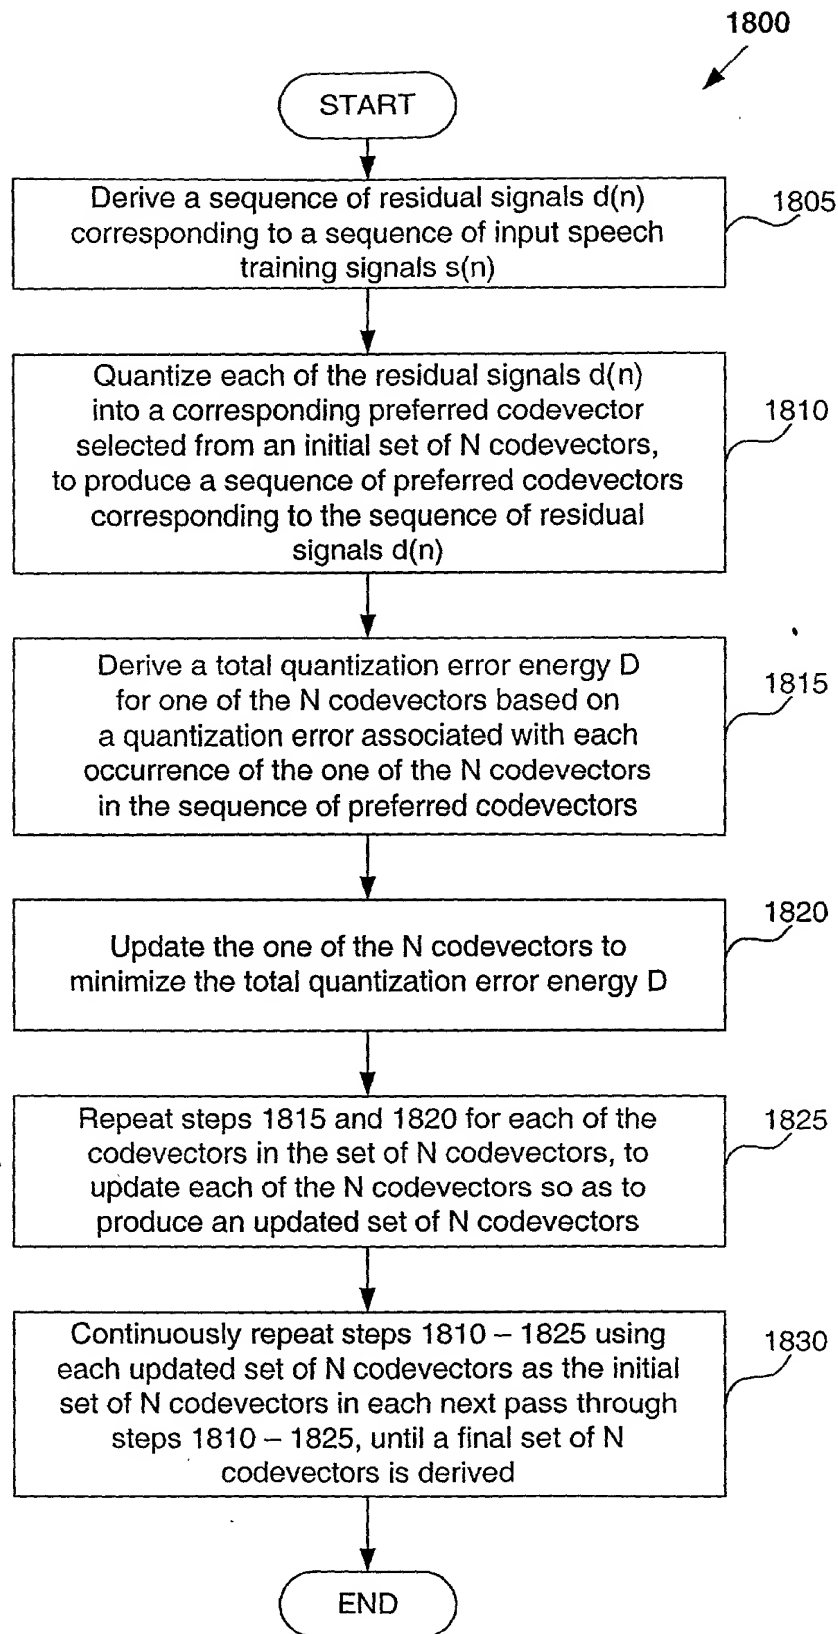 1800
START
Derive a sequence of residual signals d(n)
corresponding to a sequence of input speech
training signals s(n)
1805
Quantize each of the residual signals d(n)
into a corresponding preferred codevector
selected from an initial set of N codevectors,
to produce a sequence of preferred codevectors
corresponding to the sequence of residual
signals d(n)
1810
Derive a total quantization error energy D
for one of the N codevectors based on
a quantization error associated with each
occurrence of the one of the N codevectors
in the sequence of preferred codevectors
1815
Update the one of the N codevectors to
minimize the total quantization error energy D
1820
Repeat steps 1815 and 1820 for each of the
codevectors in the set of N codevectors, to
update each of the N codevectors so as to
produce an updated set of N codevectors
1825
Continuously repeat steps 1810 – 1825 using
each updated set of N codevectors as the initial
set of N codevectors in each next pass through
steps 1810 – 1825, until a final set of N
codevectors is derived
1830
END